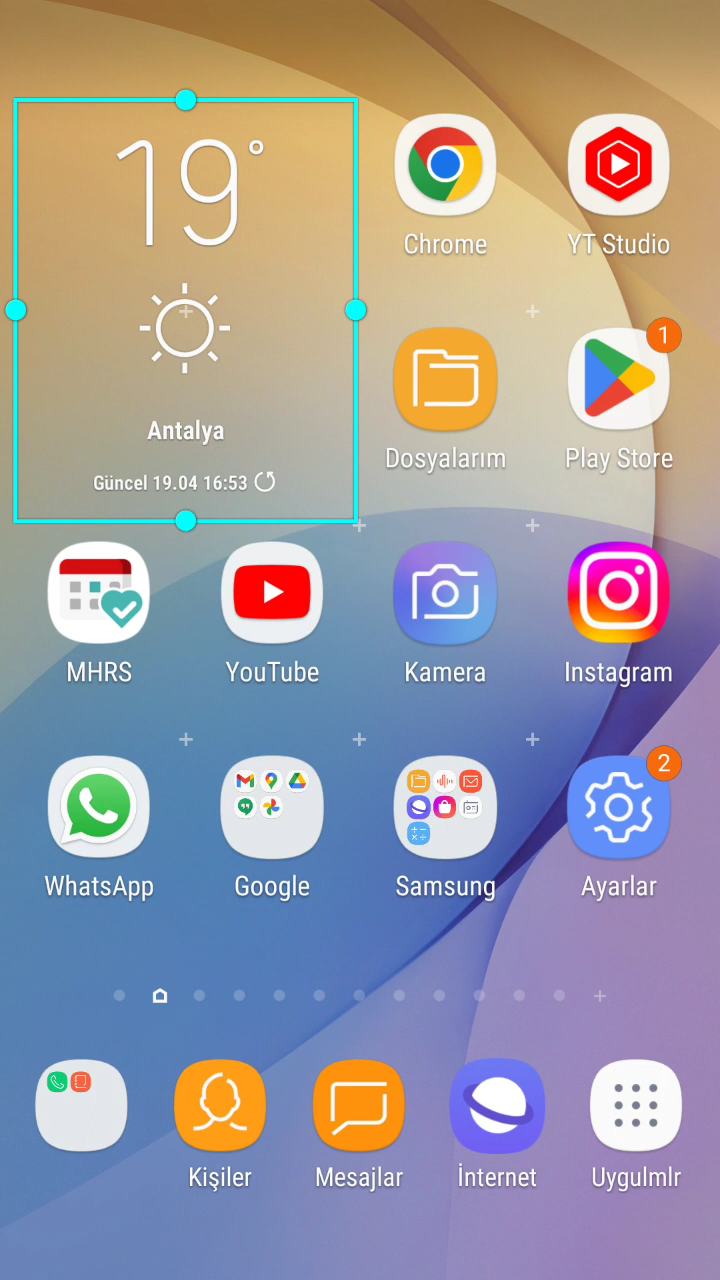 19°
Antalya
Güncel 19.04 16:53
Chrome
YT Studio
Dosyalarım
1
Play Store
MHRS
YouTube
Kamera
Instagram
WhatsApp
Google
Samsung
2
Ayarlar
Kişiler
Mesajlar
İnternet
Uygulmlr